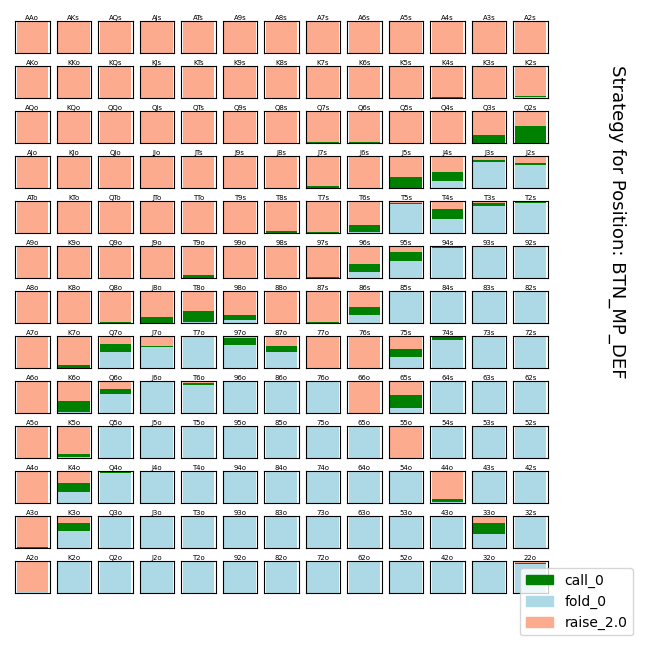 AAo AKs AQs AJs ATs A9s A8s A7s A6s A5s A4s A3s A2s
AKo KKo KQs KJs KTs K9s K8s K7s K6s K5s K4s K3s K2s
AQo KQo QQo QJs QTs Q9s Q8s Q7s Q6s Q5s Q4s Q3s Q2s
AJo KJo QJo JJo JTs J9s J8s J7s J6s J5s J4s J3s J2s
ATo KTo QTo JTo TTo T9s T8s T7s T6s T5s T4s T3s T2s
A9o K9o Q9o J9o T9o 99o 98s 97s 96s 95s 94s 93s 92s
A8o K8o Q8o J8o T8o 98o 88o 87s 86s 85s 84s 83s 82s
A7o K7o Q7o J7o T7o 97o 87o 77o 76s 75s 74s 73s 72s
A6o K6o Q6o J6o T6o 96o 86o 76o 66o 65s 64s 63s 62s
A5o K5o Q5o J5o T5o 95o 85o 75o 65o 55o 54s 53s 52s
A4o K4o Q4o J4o T4o 94o 84o 74o 64o 54o 44o 43s 42s
A3o K3o Q3o J3o T3o 93o 83o 73o 63o 53o 43o 33o 32s
A2o K2o Q2o J2o T2o 92o 82o 72o 62o 52o 42o 32o 22o
Strategy for Position: BTN_MP_DEF
call_0
fold_0
raise_2.0